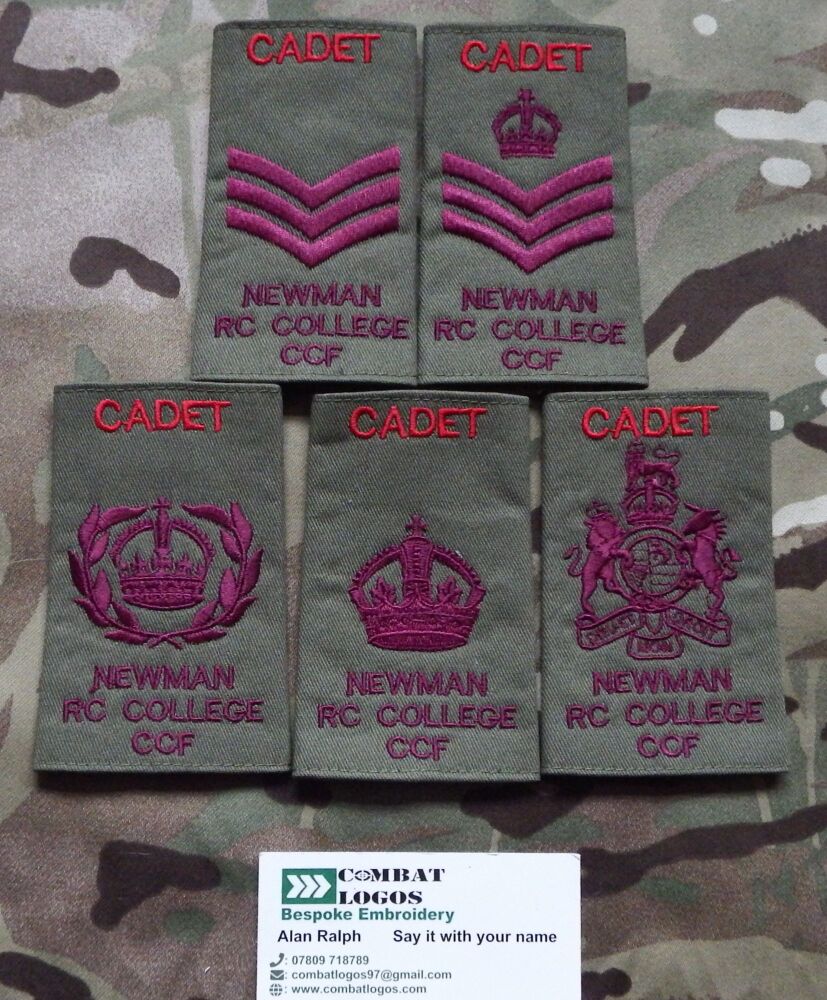 CADET
NEWMAN
RC COLLEGE
CCF
CADET
NEWMAN
RC COLLEGE
CCF
CADET
NEWMAN
RC COLLEGE
CCF
CADET
NEWMAN
RC COLLEGE
CCF
CADET
NEWMAN
RC COLLEGE
CCF
COMBAT
LOGOS
Bespoke Embroidery
Alan Ralph Say it with your name
: 07809 718789
: combatlogos97@gmail.com
: www.combatlogos.com